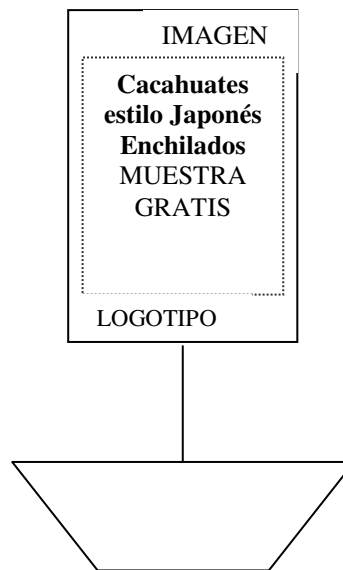 IMAGEN
Cacahuates
estilo Japonés
Enchilados
MUESTRA
GRATIS
LOGOTIPO